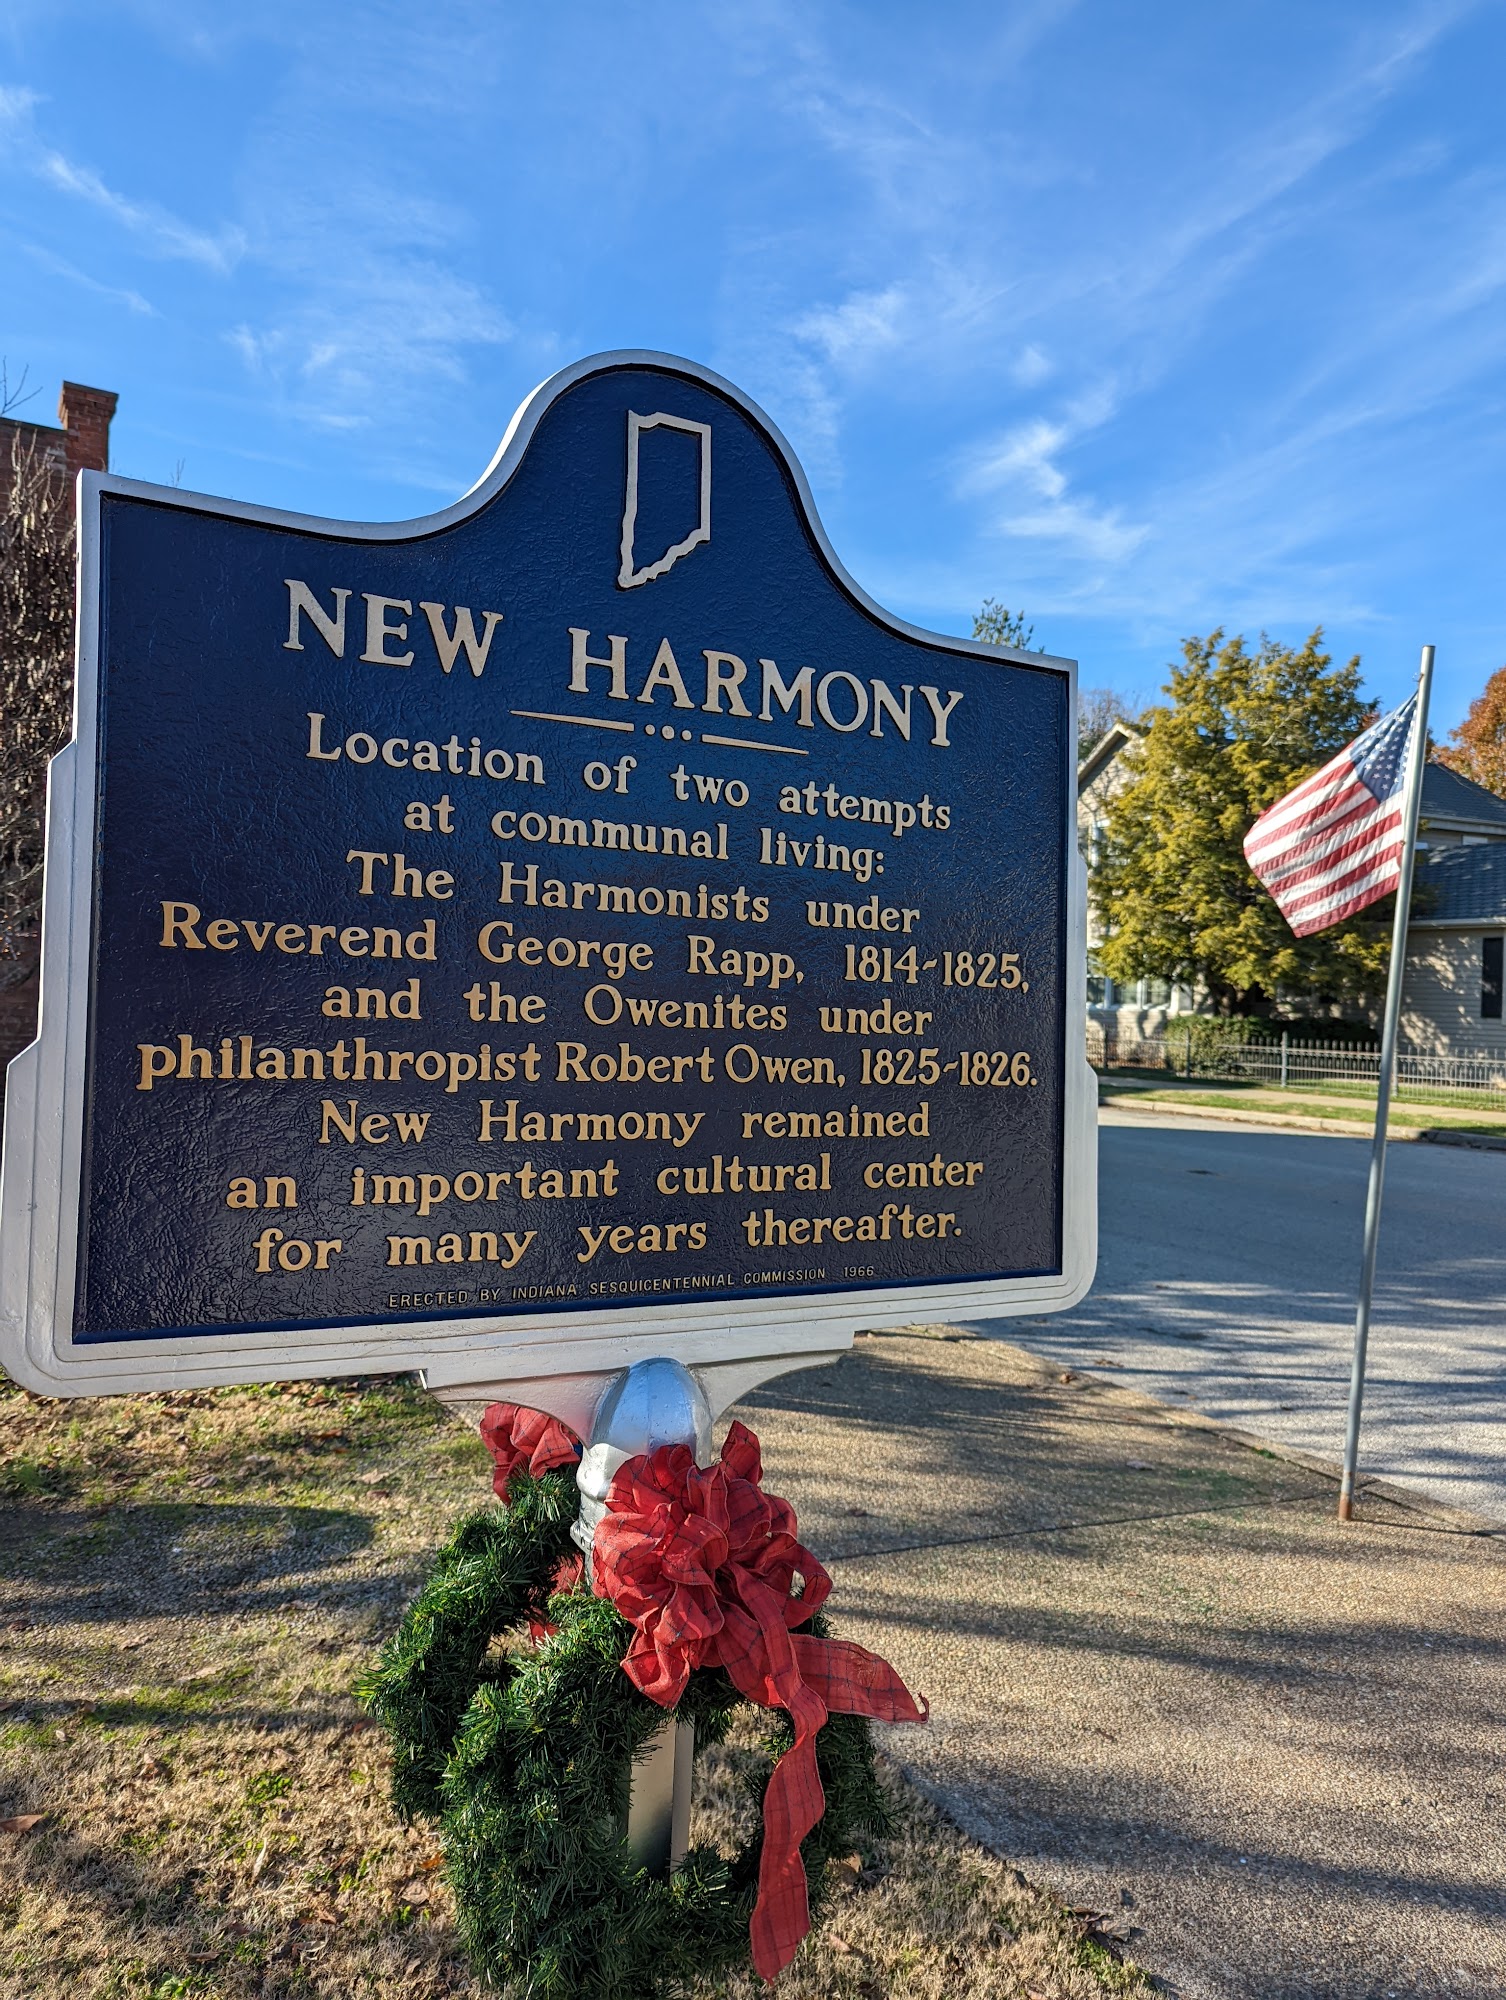 NEW HARMONY
Location of two attempts
at communal living:
The Harmonists under
Reverend George Rapp, 1814-1825,
and the Owenites under
philanthropist Robert Owen, 1825-1826.
New Harmony remained
an important cultural center
for many years thereafter.
ERECTED BY INDIANA SESQUICENTENNIAL COMMISSION 1966